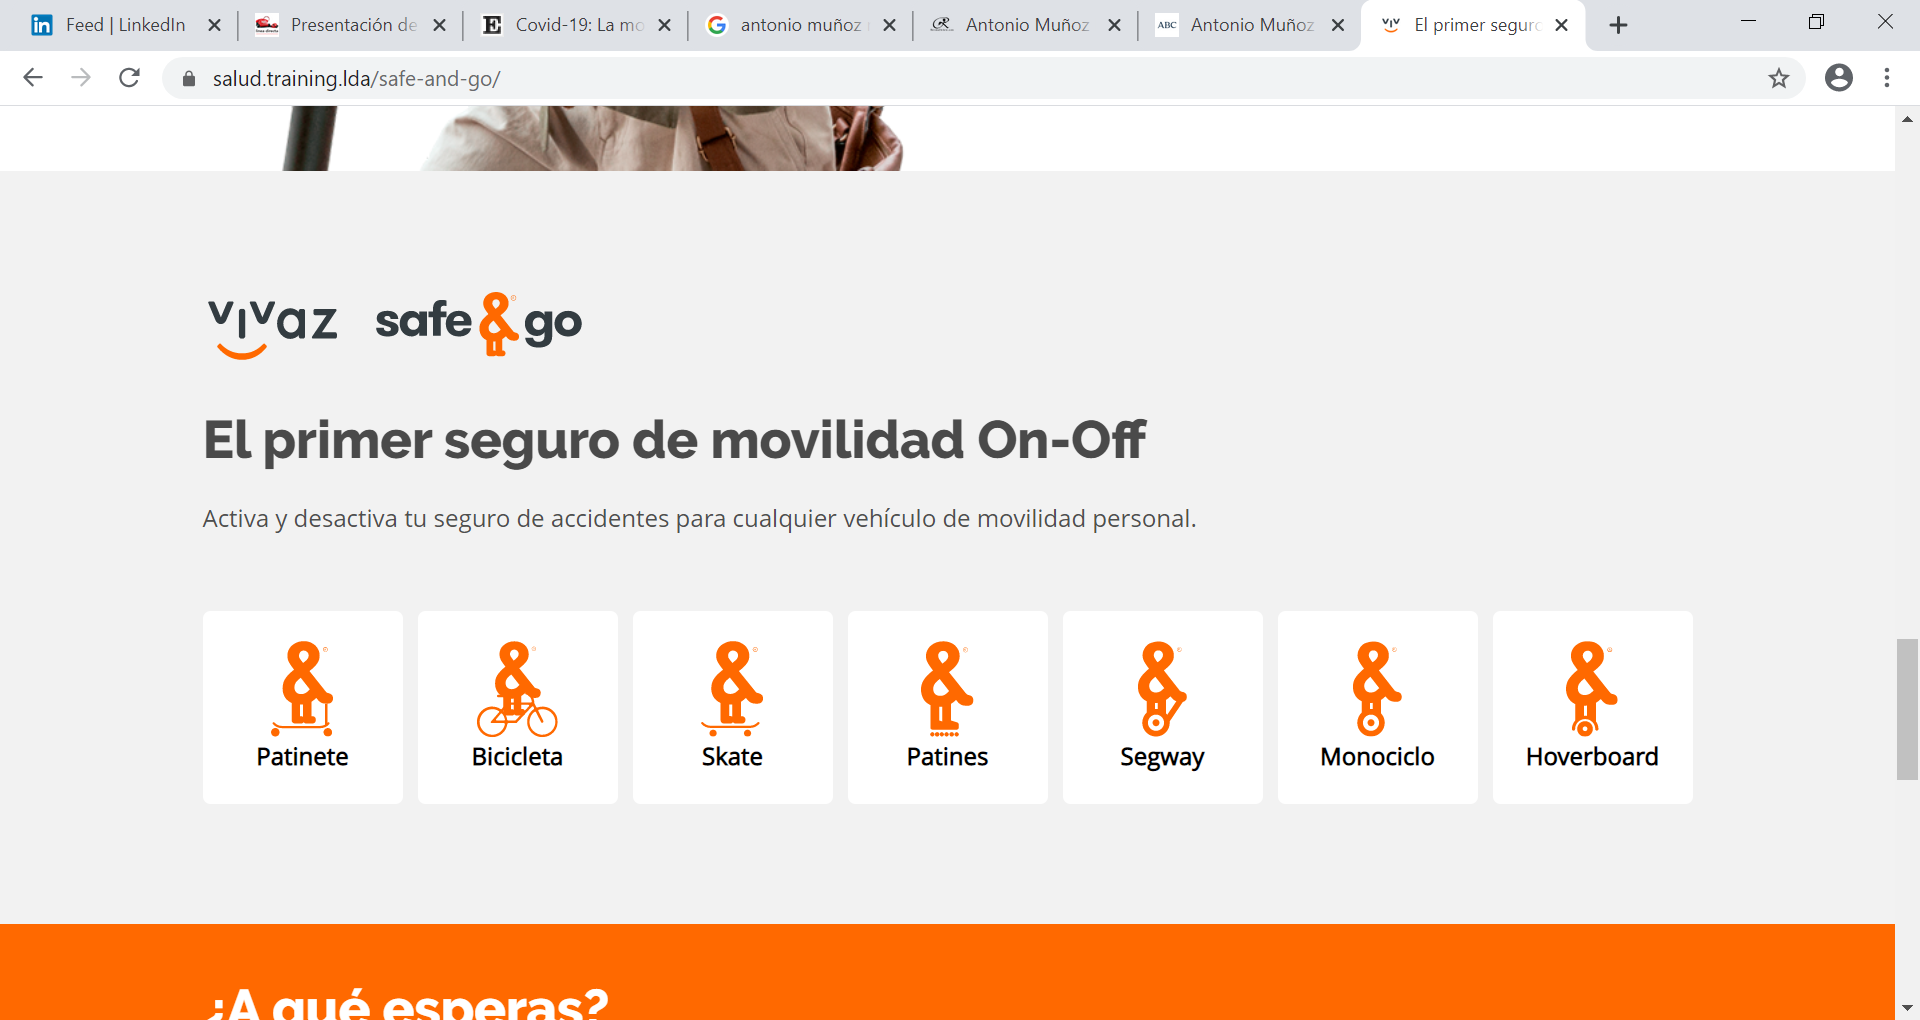 Feed | LinkedIn
Presentación de
Covid-19: La mo
antonio muñoz
Antonio Muñoz
ABC
Antonio Muñoz
El primer seguro
salud.training.lda/safe-and-go/
vivaz safe&go
El primer seguro de movilidad On-Off
Activa y desactiva tu seguro de accidentes para cualquier vehículo de movilidad personal.
Patinete
Bicicleta
Skate
Patines
Segway
Monociclo
Hoverboard
¿A qué esperas?